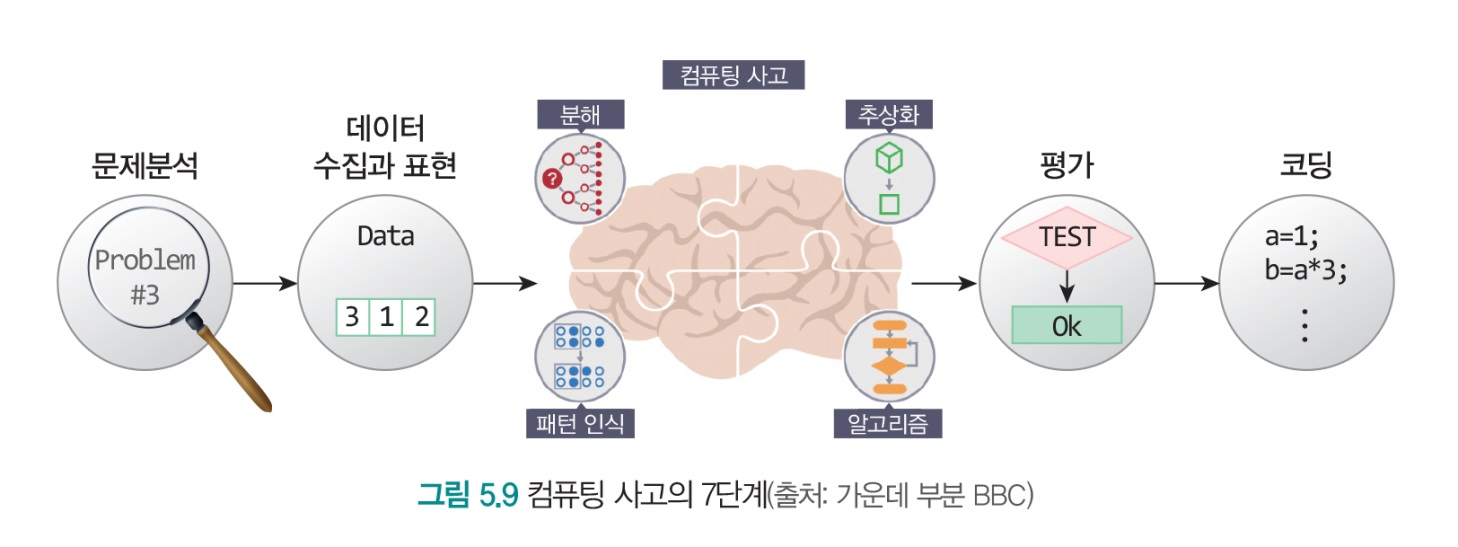 컴퓨팅 사고
분해
추상화
문제분석
데이터
수집과 표현
평가
코딩
Problem
#3
Data
3 1 2
?
TEST
Ok
a=1;
b=a*3;
⋮
패턴 인식
알고리즘
그림 5.9 컴퓨팅 사고의 7단계(출처: 가운데 부분 BBC)